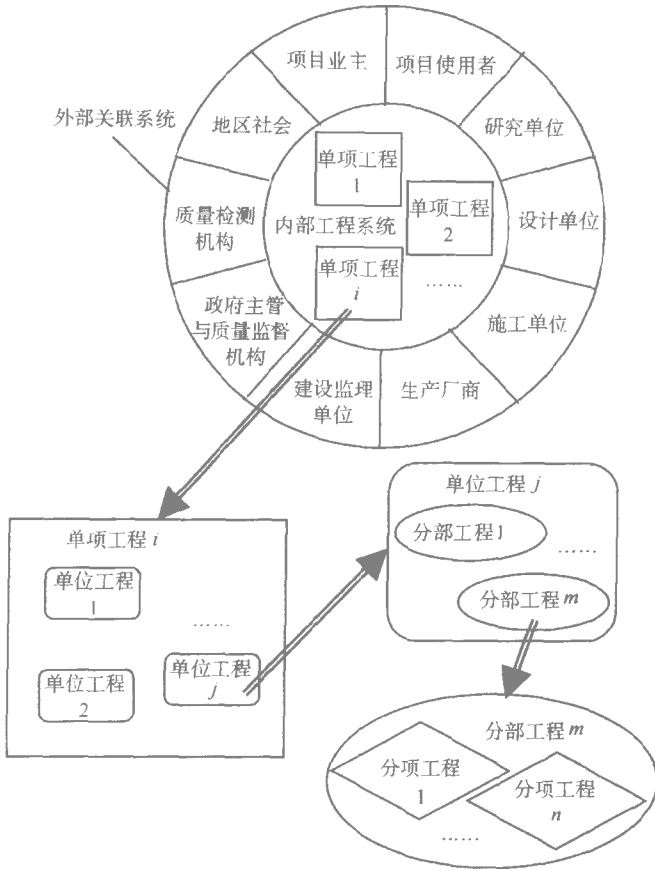 项目业主
项目使用者
外部关联系统
地区社会
研究单位
单项工程
1
质量检测
机构
内部工程系统
单项工程
2
设计单位
单项工程
i
……
政府主管
与质量监督
机构
施工单位
建设监理
单位
生产厂商
单位工程 j
分部工程1
……
分部工程 m
单项工程 i
单位工程
1
……
单位工程
j
单位工程
2
分部工程 m
分项工程
1
分项工程
n
……